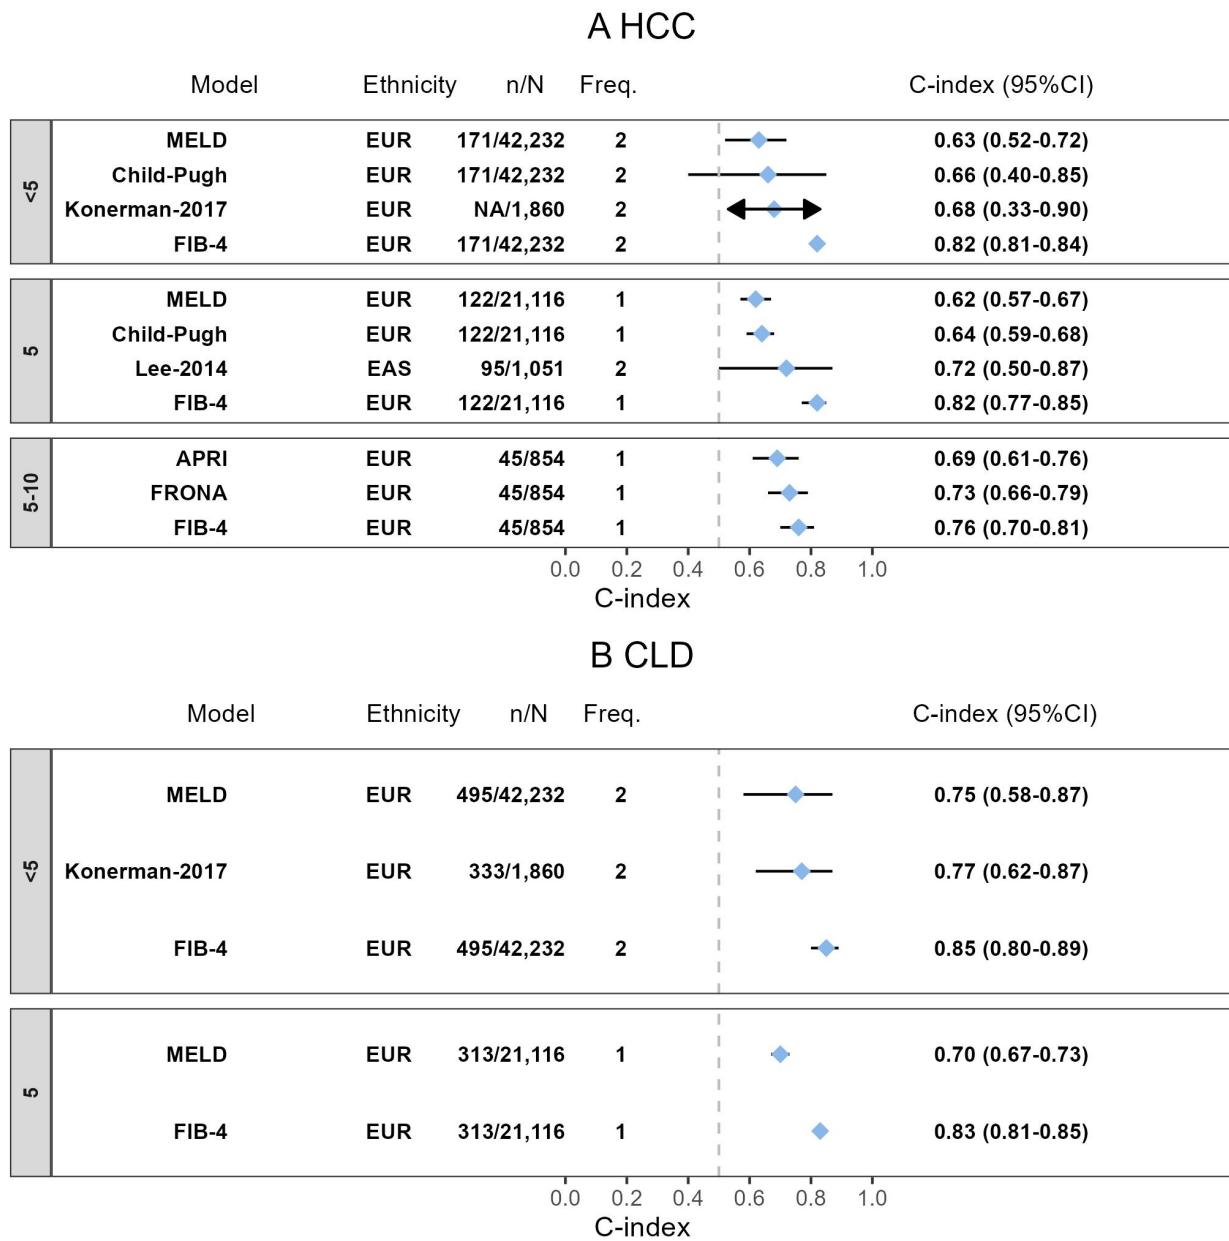 A HCC
Model Ethnicity n/N Freq. C-index (95%CI)
<5
MELD EUR 171/42,232 2 0.63 (0.52-0.72)
Child-Pugh EUR 171/42,232 2 0.66 (0.40-0.85)
Konerman-2017 EUR NA/1,860 2 0.68 (0.33-0.90)
FIB-4 EUR 171/42,232 2 0.82 (0.81-0.84)
5
MELD EUR 122/21,116 1 0.62 (0.57-0.67)
Child-Pugh EUR 122/21,116 1 0.64 (0.59-0.68)
Lee-2014 EAS 95/1,051 2 0.72 (0.50-0.87)
FIB-4 EUR 122/21,116 1 0.82 (0.77-0.85)
5-10
APRI EUR 45/854 1 0.69 (0.61-0.76)
FRONA EUR 45/854 1 0.73 (0.66-0.79)
FIB-4 EUR 45/854 1 0.76 (0.70-0.81)
0.0 0.2 0.4 0.6 0.8 1.0
C-index
B CLD
Model Ethnicity n/N Freq. C-index (95%CI)
<5
MELD EUR 495/42,232 2 0.75 (0.58-0.87)
Konerman-2017 EUR 333/1,860 2 0.77 (0.62-0.87)
FIB-4 EUR 495/42,232 2 0.85 (0.80-0.89)
5
MELD EUR 313/21,116 1 0.70 (0.67-0.73)
FIB-4 EUR 313/21,116 1 0.83 (0.81-0.85)
0.0 0.2 0.4 0.6 0.8 1.0
C-index